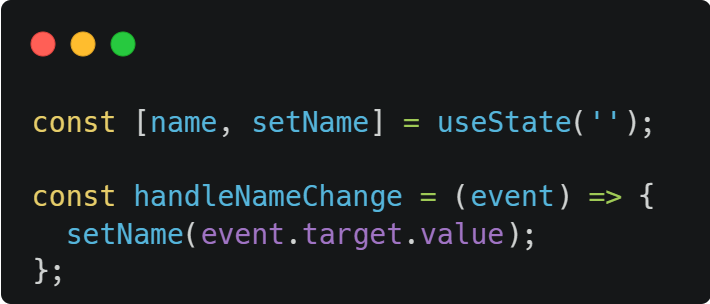 const [name, setName] = useState('');

const handleNameChange = (event) => {
  setName(event.target.value);
};